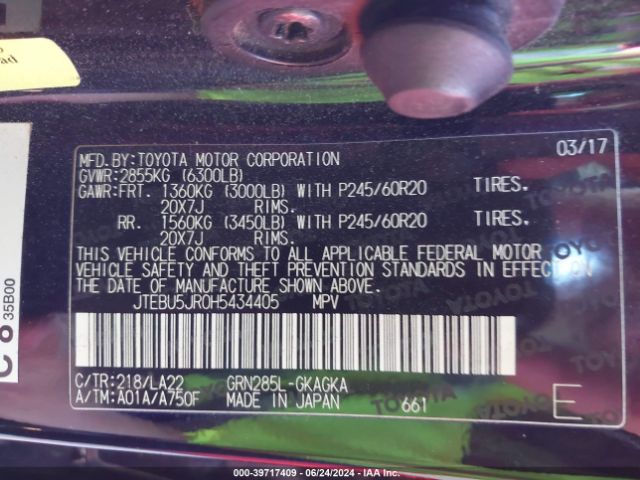 ad
C8
35B00
03/17
MFD.BY:TOYOTA MOTOR CORPORATION
GVWR:2855KG (6300LB)
GAWR:FRT. 1360KG (3000LB) WITH P245/60R20 TIRES.
20X7J RIMS.
RR. 1560KG (3450LB) WITH P245/60R20 TIRES.
20X7J RIMS.
THIS VEHICLE CONFORMS TO ALL APPLICABLE FEDERAL MOTOR
VEHICLE SAFETY AND THEFT PREVENTION STANDARDS IN EFFECT ON
THE DATE OF MANUFACTURE SHOWN ABOVE.
JTEBU5JR0H5434405 MPV
C/TR:218/LA22 GRN285L-GKAGKA
A/TM:A01A/A750F MADE IN JAPAN 661
E
000-39717409 - 06/24/2024 - IAA Inc.